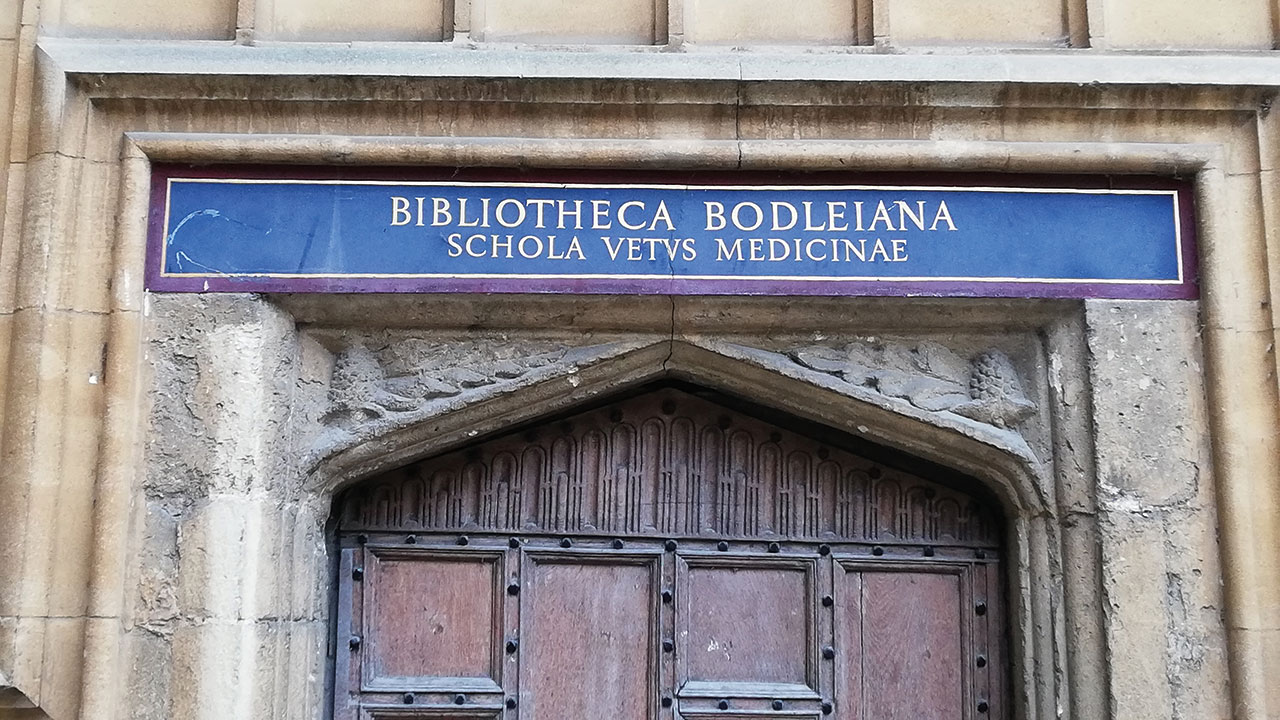 BIBLIOTHECA BODLEIANA
SCHOLA VETVS MEDICINAE